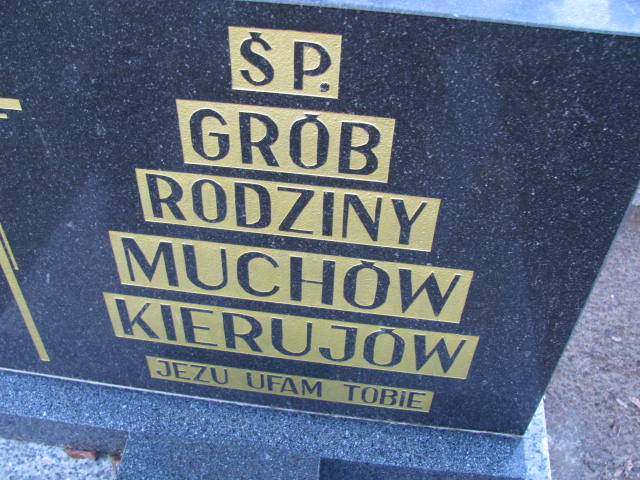 ŚP.
GRÓB
RODZINY
MUCHÓW
KIERUJÓW
JEZU UFAM TOBiE